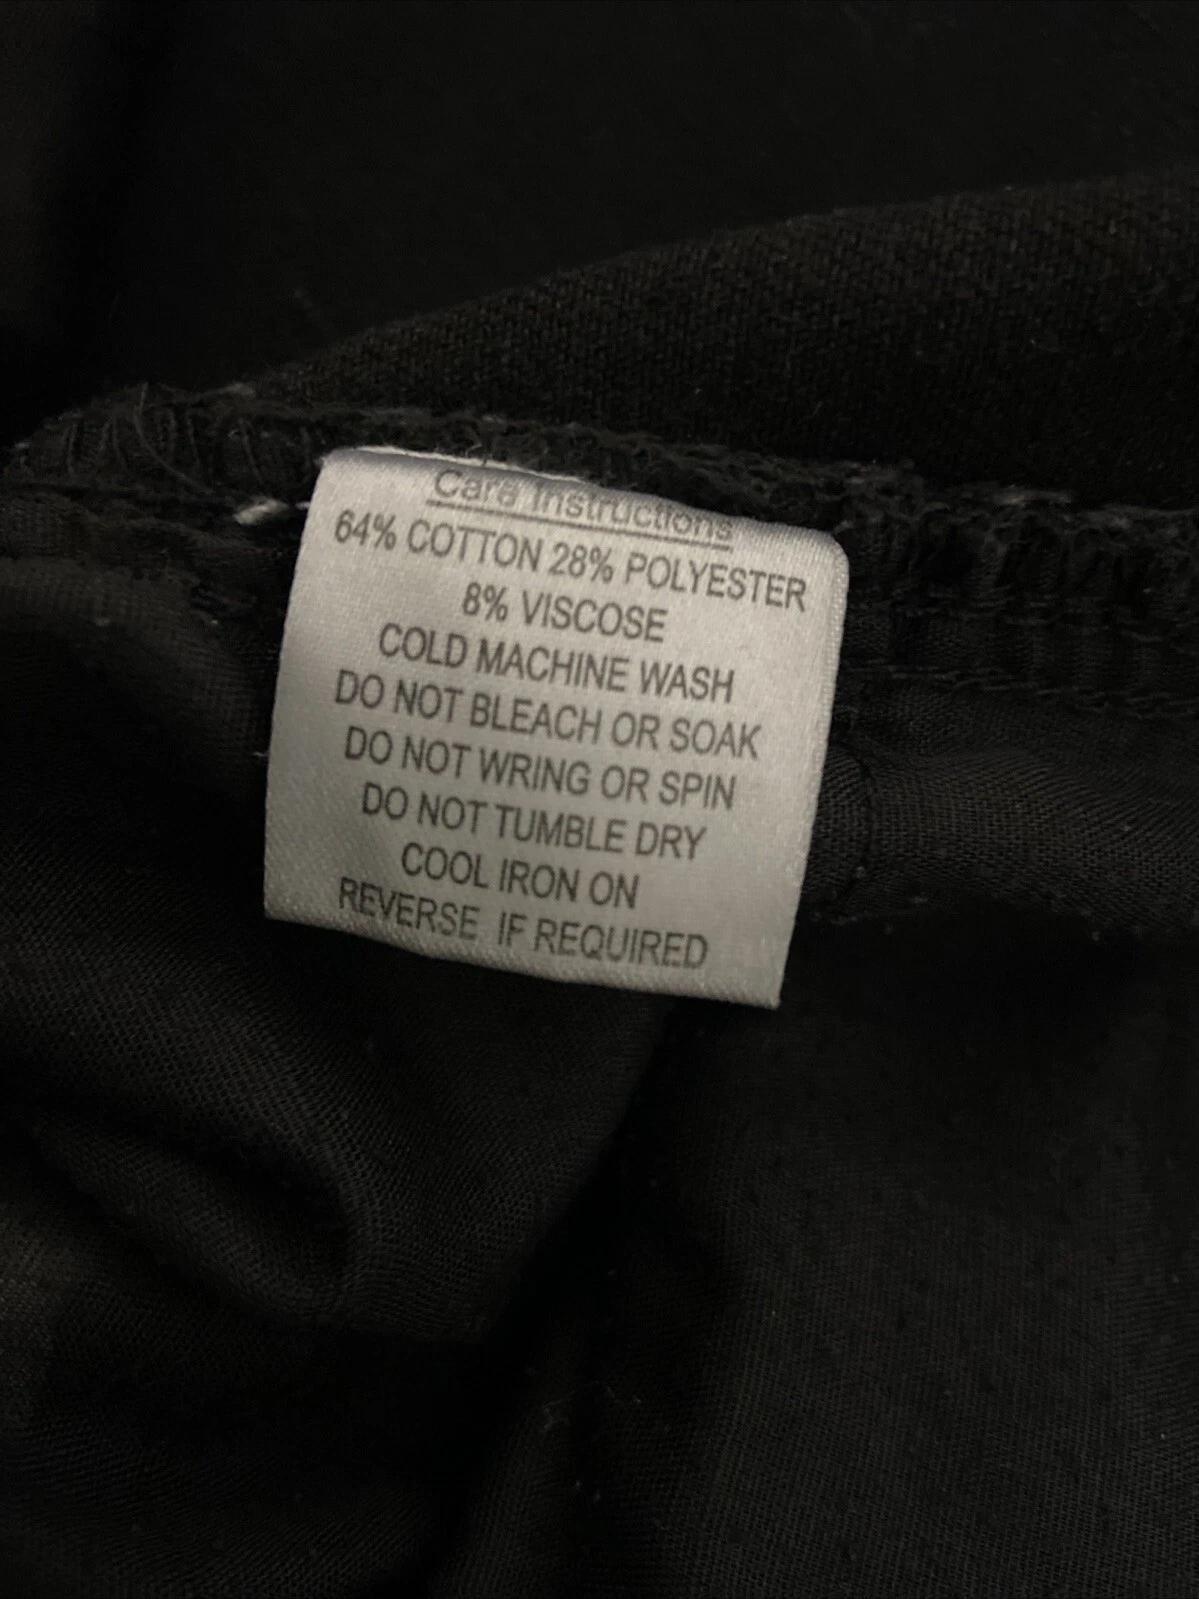 Care Instructions
64% COTTON 28% POLYESTER
8% VISCOSE
COLD MACHINE WASH
DO NOT BLEACH OR SOAK
DO NOT WRING OR SPIN
DO NOT TUMBLE DRY
COOL IRON ON
REVERSE IF REQUIRED